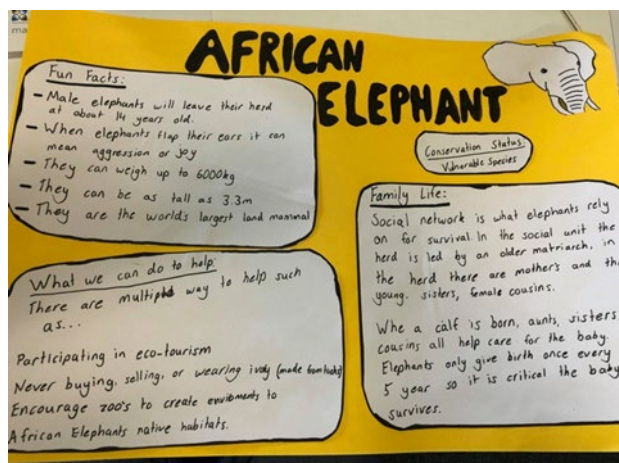 ma
AFRICAN
ELEPHANT
Fun Facts:
- Male elephants will leave their herd
at about 14 years old.
- When elephants flap their ears it can
mean aggression or joy
- They can weigh up to 6000kg
- They can be as tall as 3.3m
- They are the world's largest land mammal
Conservation Status:
Vulnerable Species
What we can do to help:
There are multiple way to help such
as...
Participating in eco-tourism
Never buying, selling, or wearing ivory (made from tusks)
Encourage zoo's to create enviboments to
African Elephants native habitats.
Family Life:
Social network is what elephants rely
on for survival. In the social unit the
herd is led by an older matriarch, in
the herd there are mother's and th
young, sisters, female cousins.
Whe a calf is born, aunts, sisters
cousins all help care for the baby.
Elephants only give birth once every
5 year so it is critical the baby
survives.